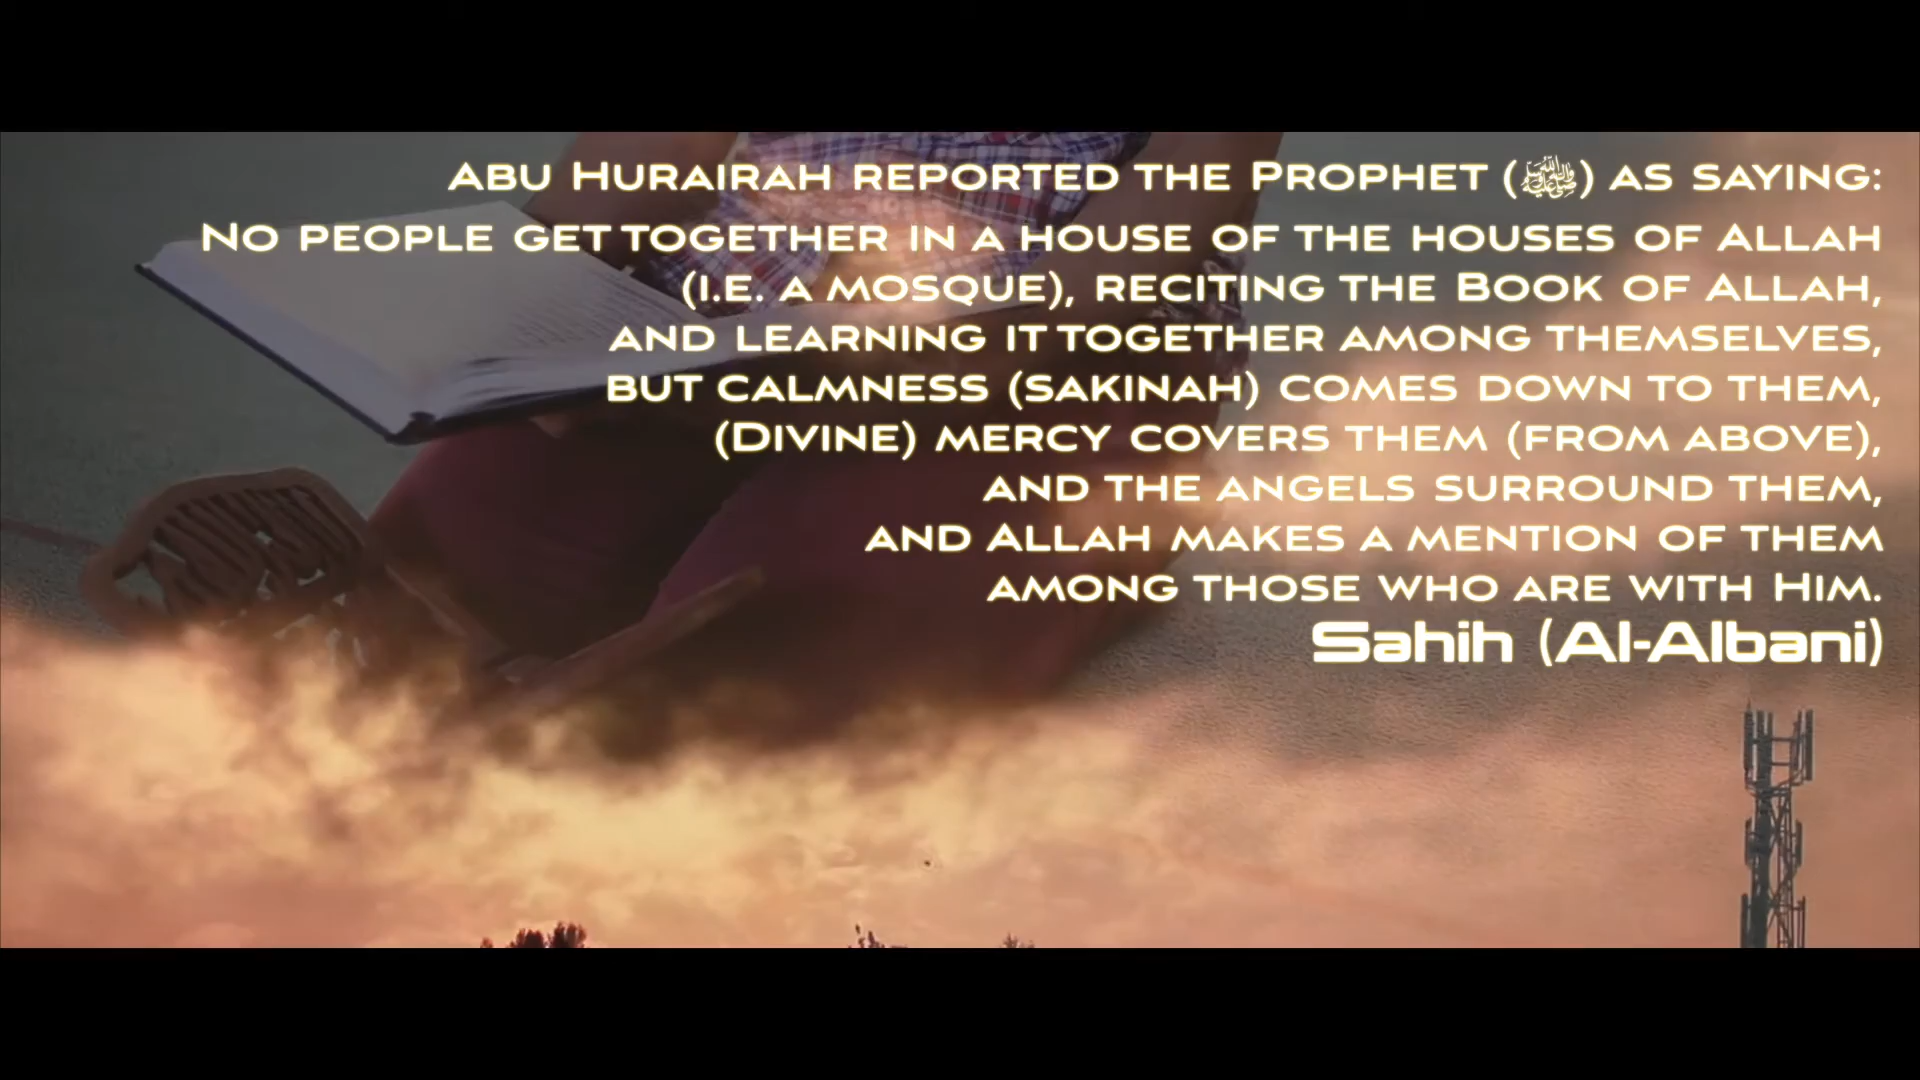 Abu Hurairah reported the Prophet (ﷺ) as saying:
No people get together in a house of the houses of Allah
(i.e. a mosque), reciting the Book of Allah,
and learning it together among themselves,
but calmness (sakinah) comes down to them,
(Divine) mercy covers them (from above),
and the angels surround them,
and Allah makes a mention of them
among those who are with Him.
Sahih (Al-Albani)